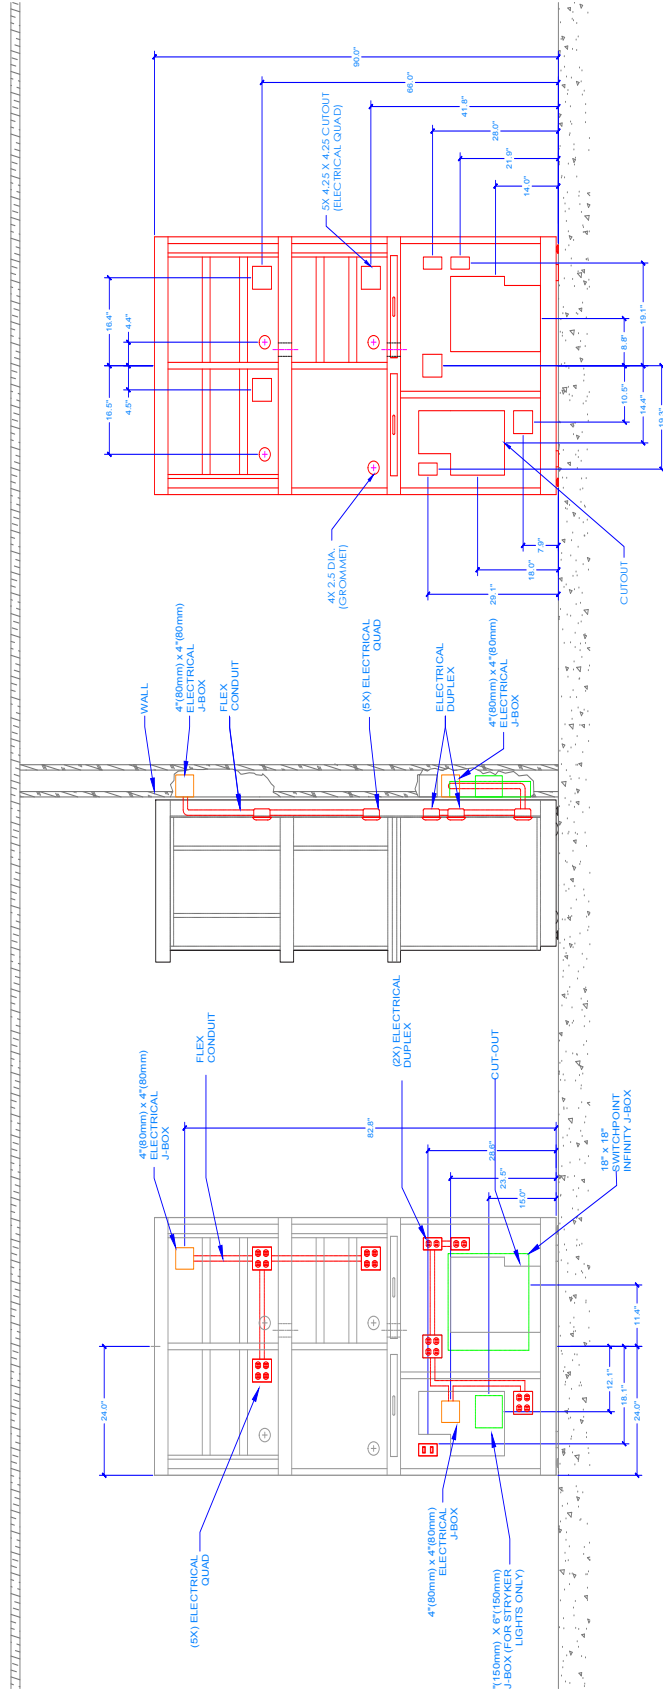 90.0"
66.0"
41.8"
28.0"
21.9"
14.0"
5X 4.25 X 4.25 CUTOUT
(ELECTRICAL QUAD)
16.4"
4.4"
16.5"
4.5"
19.1"
8.8"
10.5"
14.4"
19.3"
7.9"
18.0"
29.1"
4X 2.5 DIA.
(GROMMET)
CUTOUT
WALL
4"(80mm) x 4"(80mm)
ELECTRICAL
J-BOX
FLEX
CONDUIT
(5X) ELECTRICAL
QUAD
ELECTRICAL
DUPLEX
4"(80mm) x 4"(80mm)
ELECTRICAL
J-BOX
4"(80mm) x 4"(80mm)
ELECTRICAL
J-BOX
FLEX
CONDUIT
(2X) ELECTRICAL
DUPLEX
CUT-OUT
18" x 18"
SWITCHPOINT
INFINITY J-BOX
82.8"
28.6"
23.5"
15.0"
24.0"
11.4"
12.1"
18.1"
24.0"
(5X) ELECTRICAL
QUAD
4"(80mm) x 4"(80mm)
ELECTRICAL
J-BOX
"(150mm) X 6"(150mm)
J-BOX (FOR STRYKER
LIGHTS ONLY)